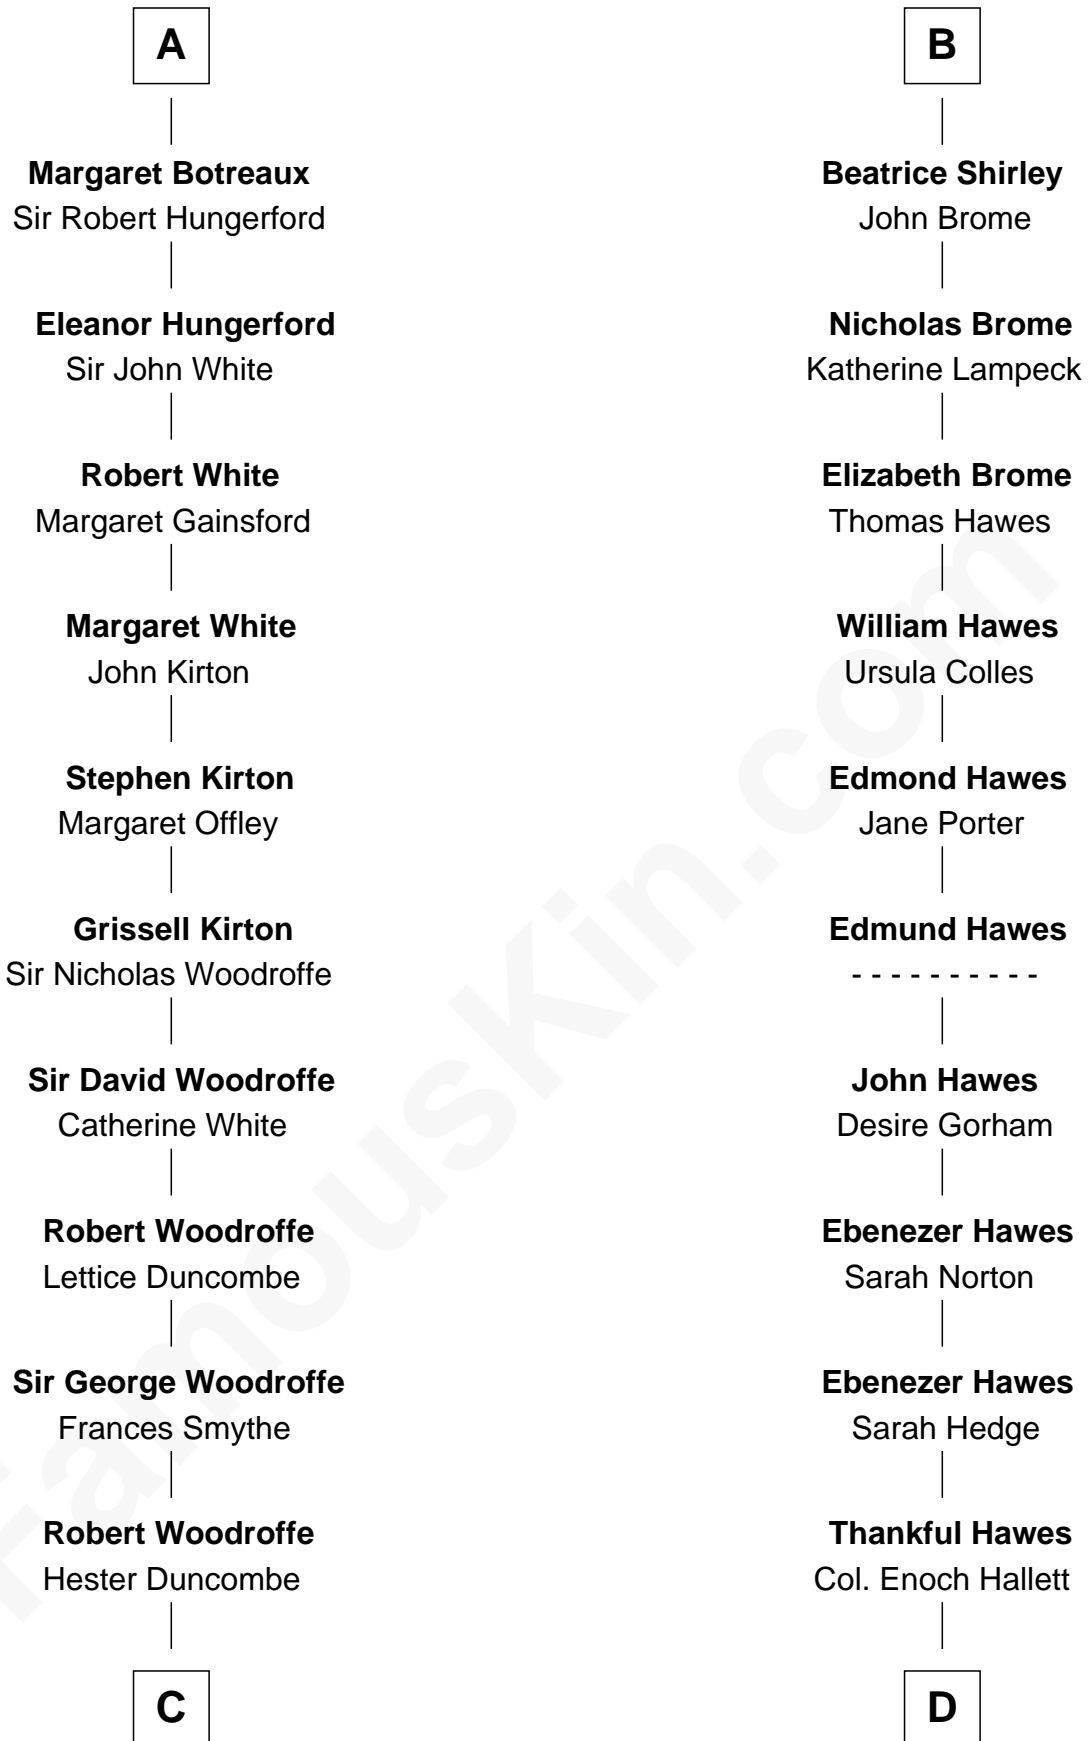 A
Margaret Botreaux
Sir Robert Hungerford
Eleanor Hungerford
Sir John White
Robert White
Margaret Gainsford
Margaret White
John Kirton
Stephen Kirton
Margaret Offley
Grissell Kirton
Sir Nicholas Woodroffe
Sir David Woodroffe
Catherine White
Robert Woodroffe
Lettice Duncombe
Sir George Woodroffe
Frances Smythe
Robert Woodroffe
Hester Duncombe
C
B
Beatrice Shirley
John Brome
Nicholas Brome
Katherine Lampeck
Elizabeth Brome
Thomas Hawes
William Hawes
Ursula Colles
Edmond Hawes
Jane Porter
Edmund Hawes
- - - - - - - - - -
John Hawes
Desire Gorham
Ebenezer Hawes
Sarah Norton
Ebenezer Hawes
Sarah Hedge
Thankful Hawes
Col. Enoch Hallett
D
FamousKin.com